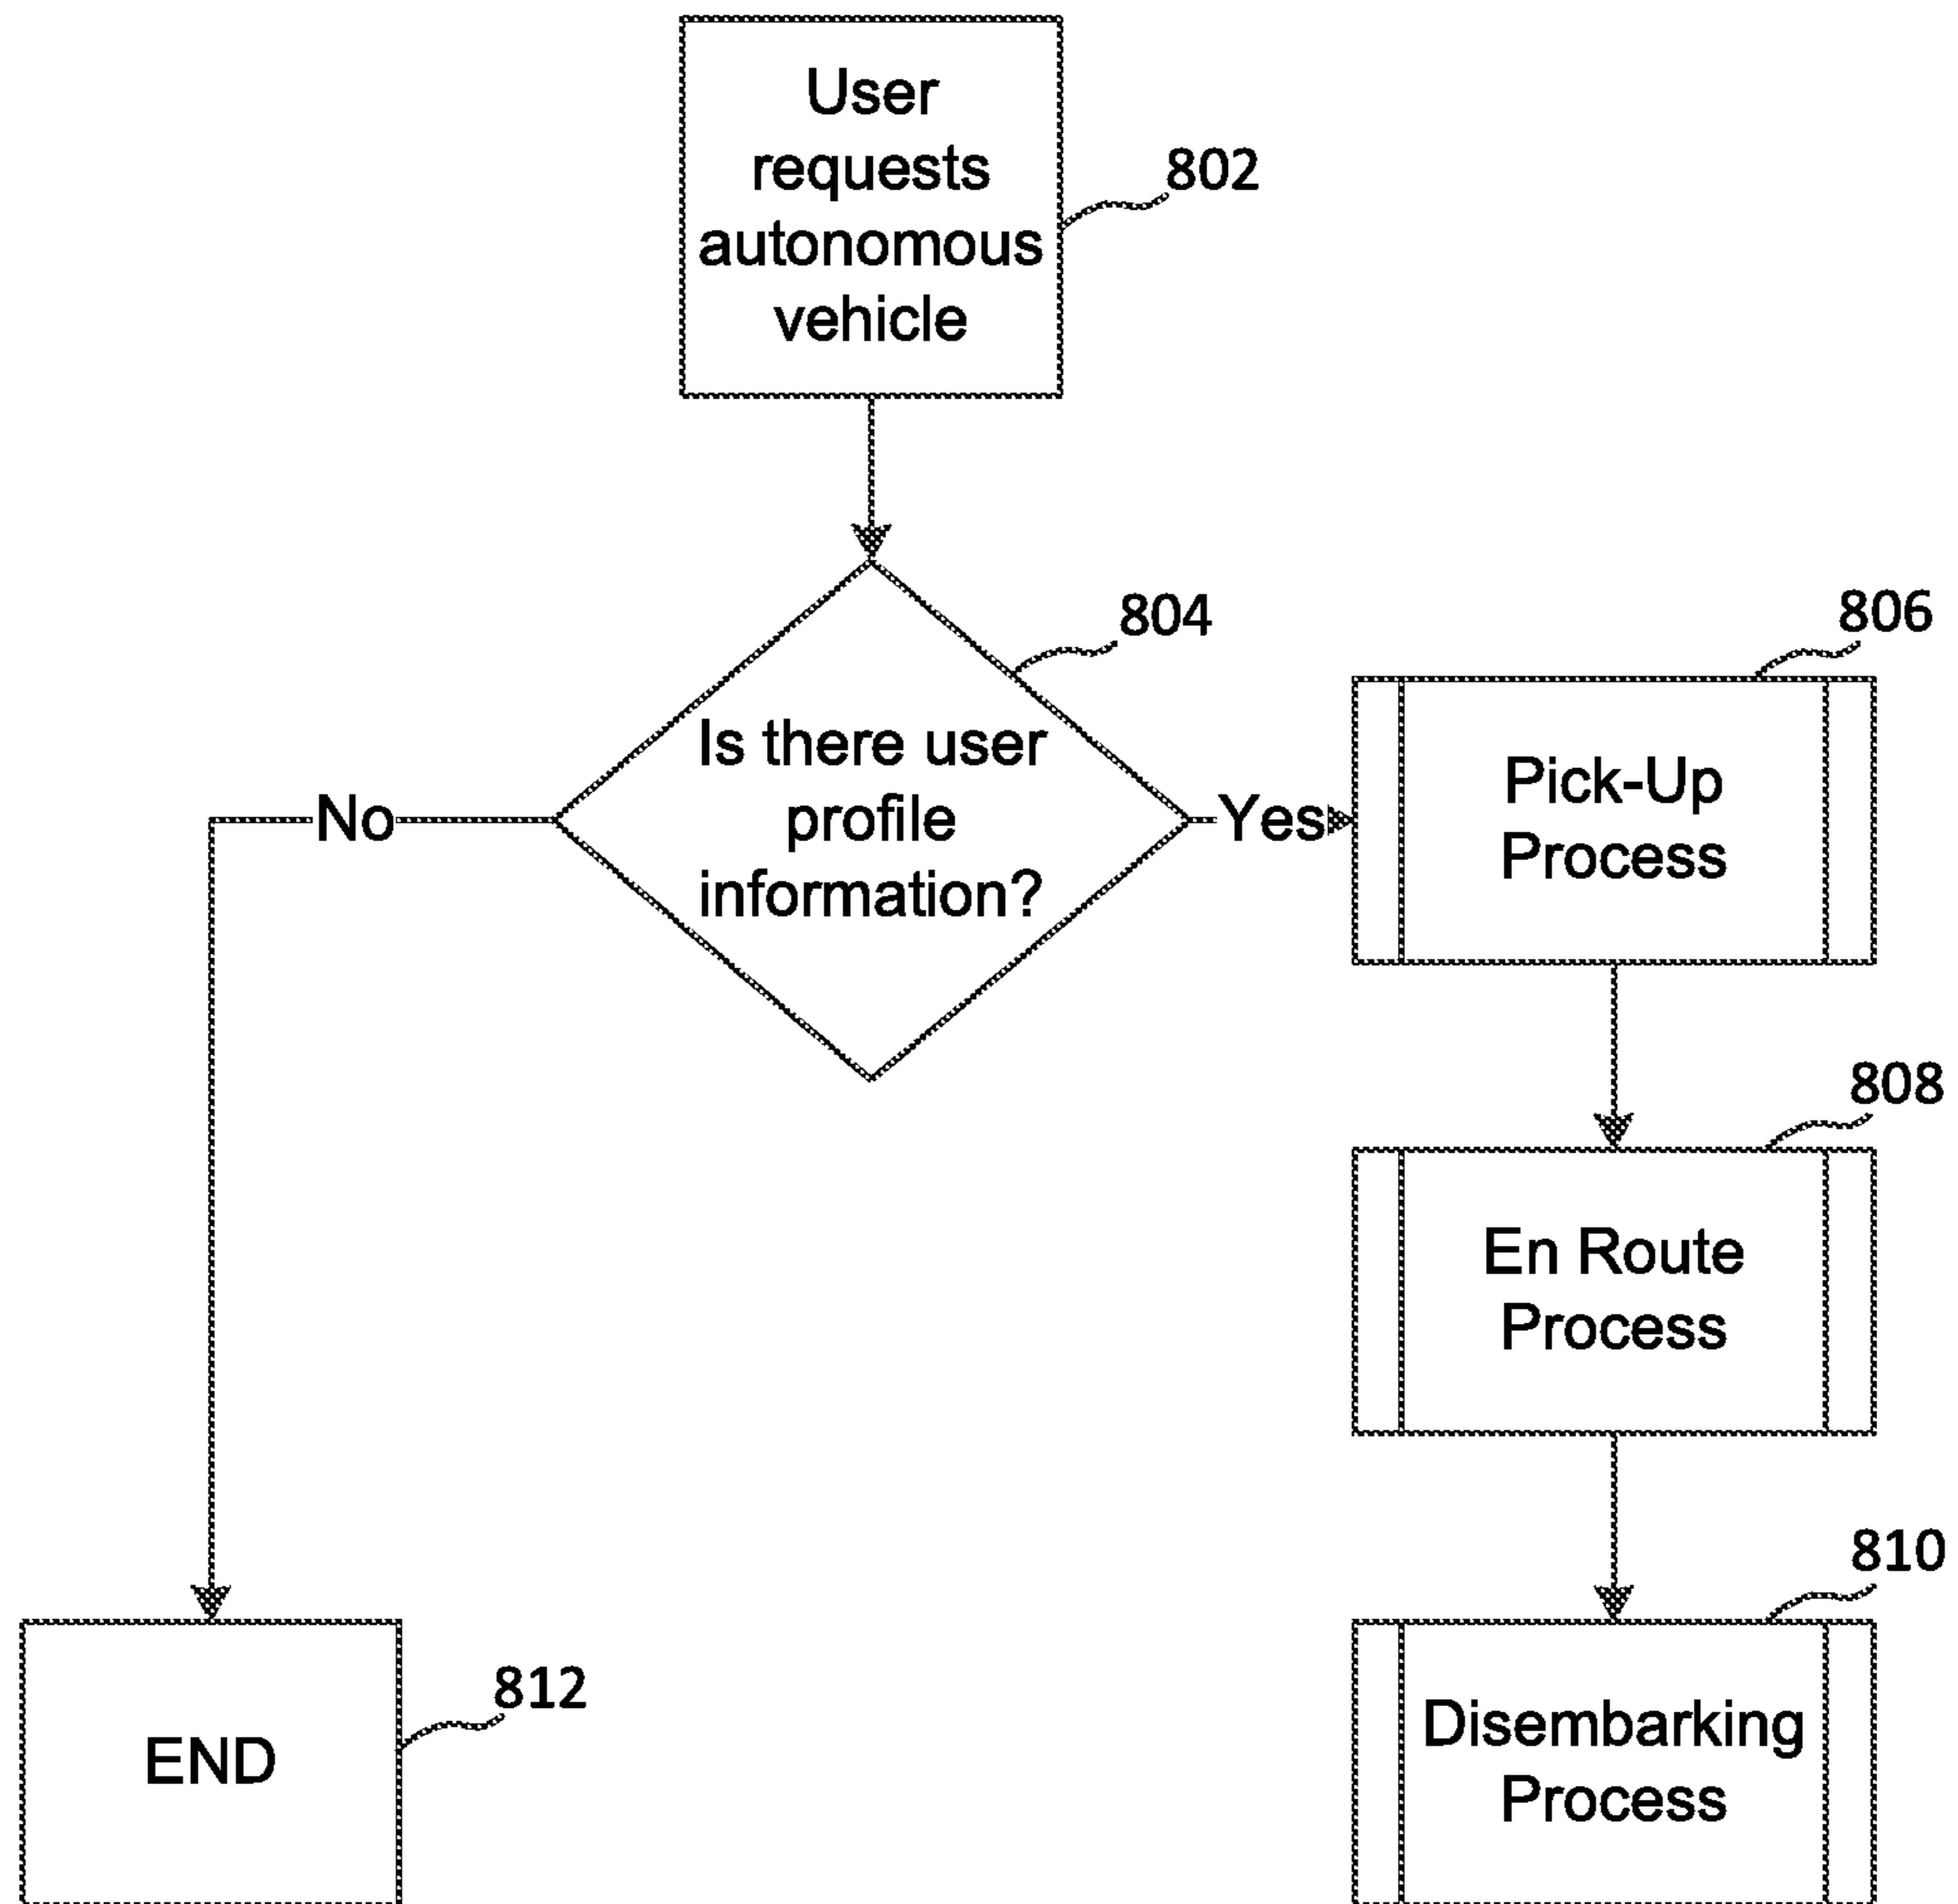 User
requests
autonomous
vehicle
802
804
Is there user
profile
information?
No
Yes
806
Pick-Up
Process
808
En Route
Process
810
Disembarking
Process
812
END